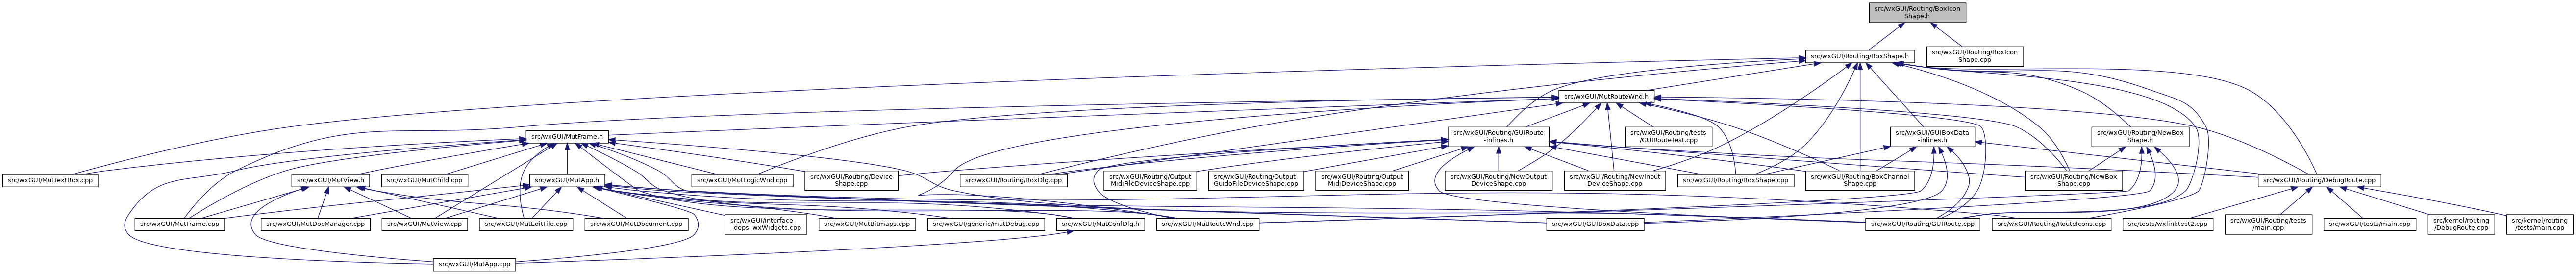 src/wxGUI/Routing/BoxIcon
Shape.h
src/wxGUI/Routing/BoxShape.h
src/wxGUI/Routing/BoxIcon
Shape.cpp
src/wxGUI/MutRouteWnd.h
src/wxGUI/MutFrame.h
src/wxGUI/Routing/GUIRoute
-inlines.h
src/wxGUI/Routing/tests
/GUIRouteTest.cpp
src/wxGUI/GUIBoxData
-inlines.h
src/wxGUI/Routing/NewBox
Shape.h
src/wxGUI/MutTextBox.cpp
src/wxGUI/MutView.h
src/wxGUI/MutChild.cpp
src/wxGUI/MutApp.h
src/wxGUI/MutLogicWnd.cpp
src/wxGUI/Routing/Device
Shape.cpp
src/wxGUI/Routing/BoxDlg.cpp
src/wxGUI/Routing/Output
MidiFileDeviceShape.cpp
src/wxGUI/Routing/Output
GuidoFileDeviceShape.cpp
src/wxGUI/Routing/Output
MidiDeviceShape.cpp
src/wxGUI/Routing/NewOutput
DeviceShape.cpp
src/wxGUI/Routing/NewInput
DeviceShape.cpp
src/wxGUI/Routing/BoxShape.cpp
src/wxGUI/Routing/BoxChannel
Shape.cpp
src/wxGUI/Routing/NewBox
Shape.cpp
src/wxGUI/Routing/DebugRoute.cpp
src/wxGUI/MutFrame.cpp
src/wxGUI/MutDocManager.cpp
src/wxGUI/MutView.cpp
src/wxGUI/MutEditFile.cpp
src/wxGUI/MutDocument.cpp
src/wxGUI/interface
_deps_wxWidgets.cpp
src/wxGUI/MutBitmaps.cpp
src/wxGUI/generic/mutDebug.cpp
src/wxGUI/MutConfDlg.h
src/wxGUI/MutRouteWnd.cpp
src/wxGUI/GUIBoxData.cpp
src/wxGUI/Routing/GUIRoute.cpp
src/wxGUI/Routing/RouteIcons.cpp
src/tests/wxlinktest2.cpp
src/wxGUI/Routing/tests
/main.cpp
src/wxGUI/tests/main.cpp
src/kernel/routing
/DebugRoute.cpp
src/kernel/routing
/tests/main.cpp
src/wxGUI/MutApp.cpp